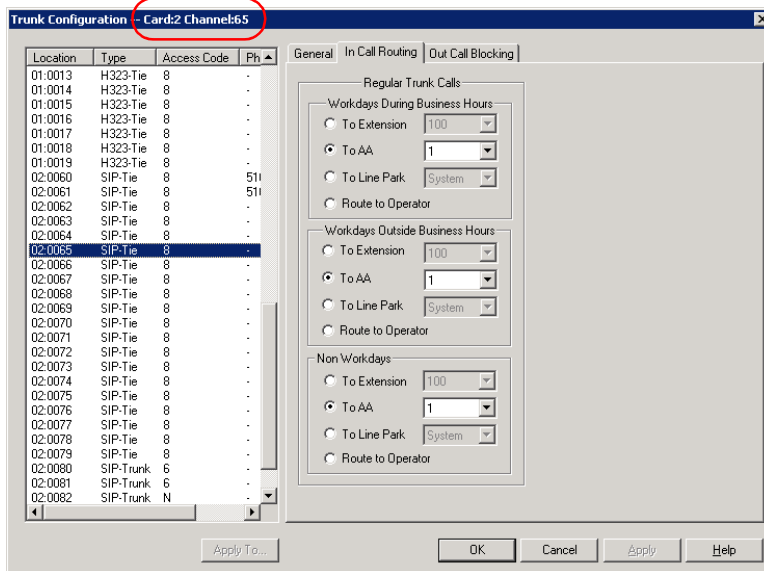 Trunk Configuration -- Card:2 Channel:65
Location Type Access Code Ph
01:0013 H323-Tie 8 -
01:0014 H323-Tie 8 -
01:0015 H323-Tie 8 -
01:0016 H323-Tie 8 -
01:0017 H323-Tie 8 -
01:0018 H323-Tie 8 -
01:0019 H323-Tie 8 -
02:0060 SIP-Tie 8 51
02:0061 SIP-Tie 8 51
02:0062 SIP-Tie 8 -
02:0063 SIP-Tie 8 -
02:0064 SIP-Tie 8 -
02:0065 SIP-Tie 8 -
02:0066 SIP-Tie 8 -
02:0067 SIP-Tie 8 -
02:0068 SIP-Tie 8 -
02:0069 SIP-Tie 8 -
02:0070 SIP-Tie 8 -
02:0071 SIP-Tie 8 -
02:0072 SIP-Tie 8 -
02:0073 SIP-Tie 8 -
02:0074 SIP-Tie 8 -
02:0075 SIP-Tie 8 -
02:0076 SIP-Tie 8 -
02:0077 SIP-Tie 8 -
02:0078 SIP-Tie 8 -
02:0079 SIP-Tie 8 -
02:0080 SIP-Trunk 6 -
02:0081 SIP-Trunk 6 -
02:0082 SIP-Trunk N -
Apply To...
General In Call Routing Out Call Blocking
Regular Trunk Calls
Workdays During Business Hours
To Extension 100
To AA 1
To Line Park System
Route to Operator
Workdays Outside Business Hours
To Extension 100
To AA 1
To Line Park System
Route to Operator
Non Workdays
To Extension 100
To AA 1
To Line Park System
Route to Operator
OK Cancel Apply Help